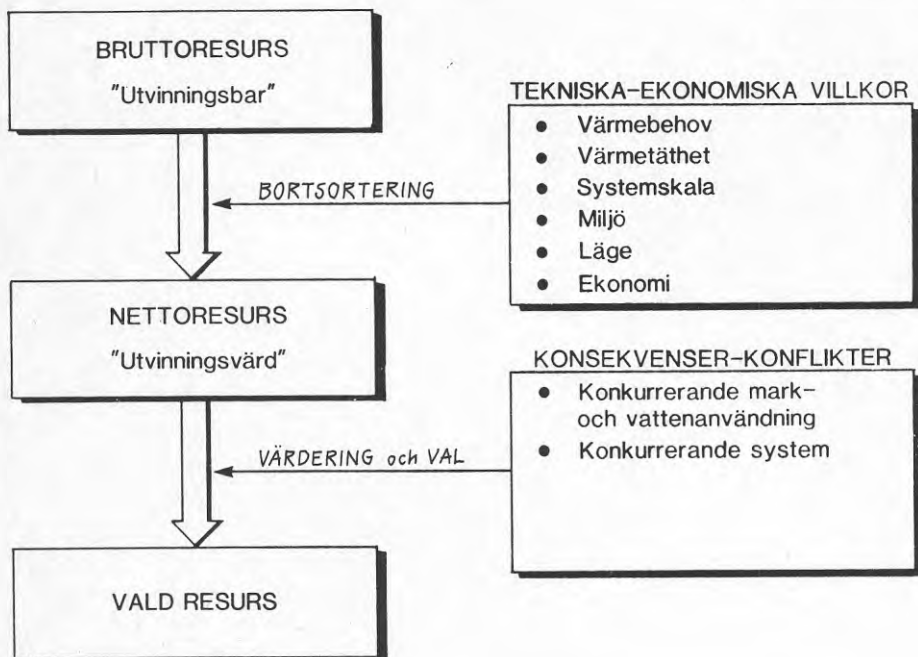 BRUTTORESURS
"Utvinningsbar"
TEKNISKA-EKONOMISKA VILLKOR
● Värmebehov
● Värmetäthet
● Systemskala
● Miljö
● Läge
● Ekonomi
BORTSORTERING
NETTORESURS
"Utvinningsvärd"
KONSEKVENSER-KONFLIKTER
● Konkurrerande mark-
och vattenanvändning
● Konkurrerande system
VÄRDERING och VAL
VALD RESURS